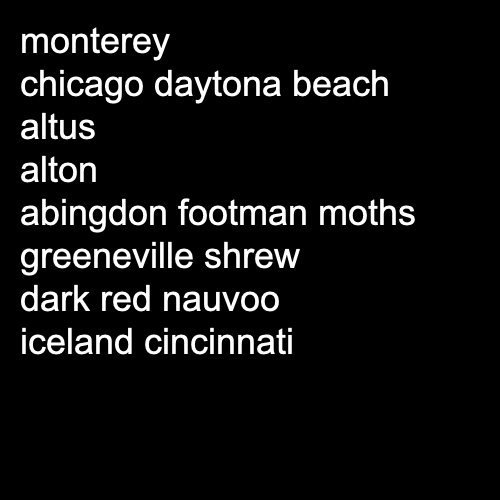 monterey
chicago daytona beach
altus
alton
abingdon footman moths
greeneville shrew
dark red nauvoo
iceland cincinnati